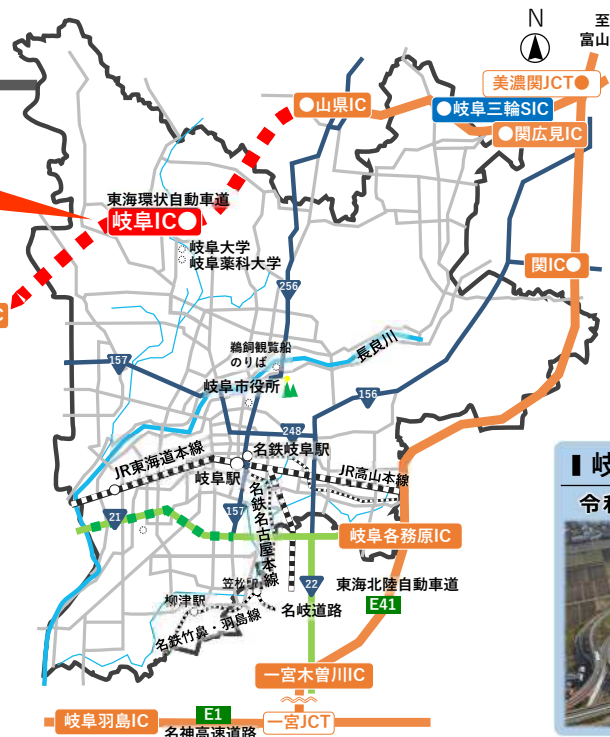 N
至
富山
美濃関JCT
山県IC
岐阜三輪SIC
関広見IC
東海環状自動車道
岐阜IC
岐阜大学
岐阜薬科大学
関IC
C
256
鵜飼観覧船
のりば
長良川
157
岐阜市役所
156
248
名鉄岐阜駅
JR東海道本線
岐阜駅
JR高山本線
名鉄名古屋本線
21
157
岐阜各務原IC
笠松駅
22
東海北陸自動車道
E41
柳津駅
名岐道路
名鉄竹鼻・羽島線
一宮木曽川IC
岐阜羽島IC
E1
名神高速道路
一宮JCT
岐
令和